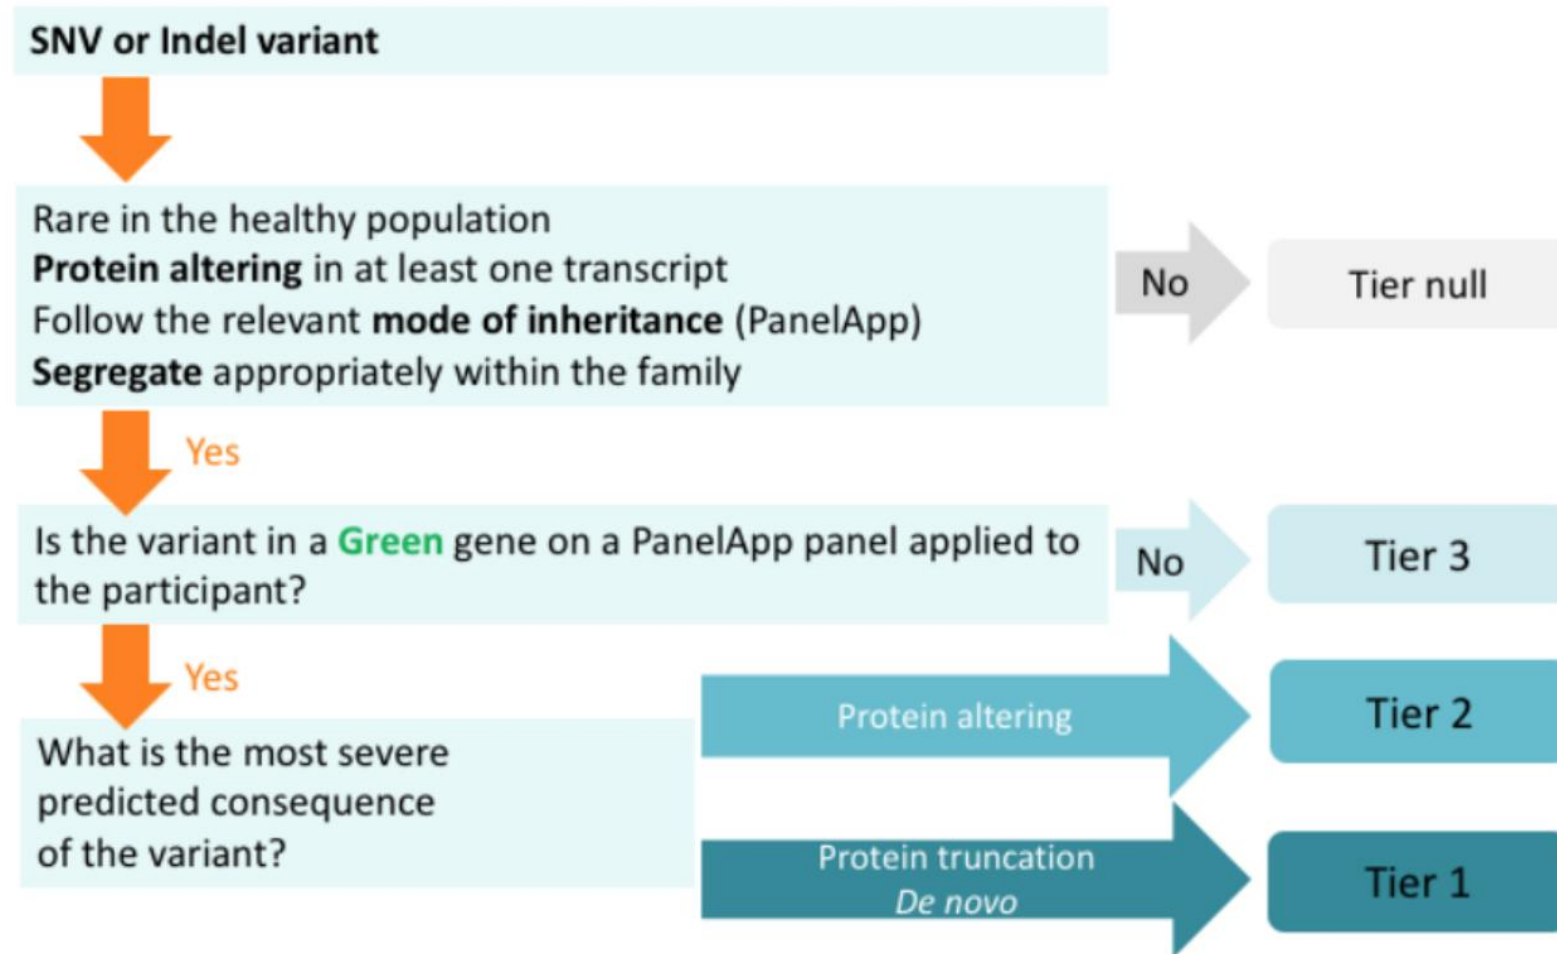 SNV or Indel variant
Rare in the healthy population
Protein altering in at least one transcript
Follow the relevant mode of inheritance (PanelApp)
Segregate appropriately within the family
No
Tier null
Yes
Is the variant in a Green gene on a PanelApp panel applied to
the participant?
No
Tier 3
Yes
What is the most severe
predicted consequence
of the variant?
Protein altering
Tier 2
Protein truncation
De novo
Tier 1